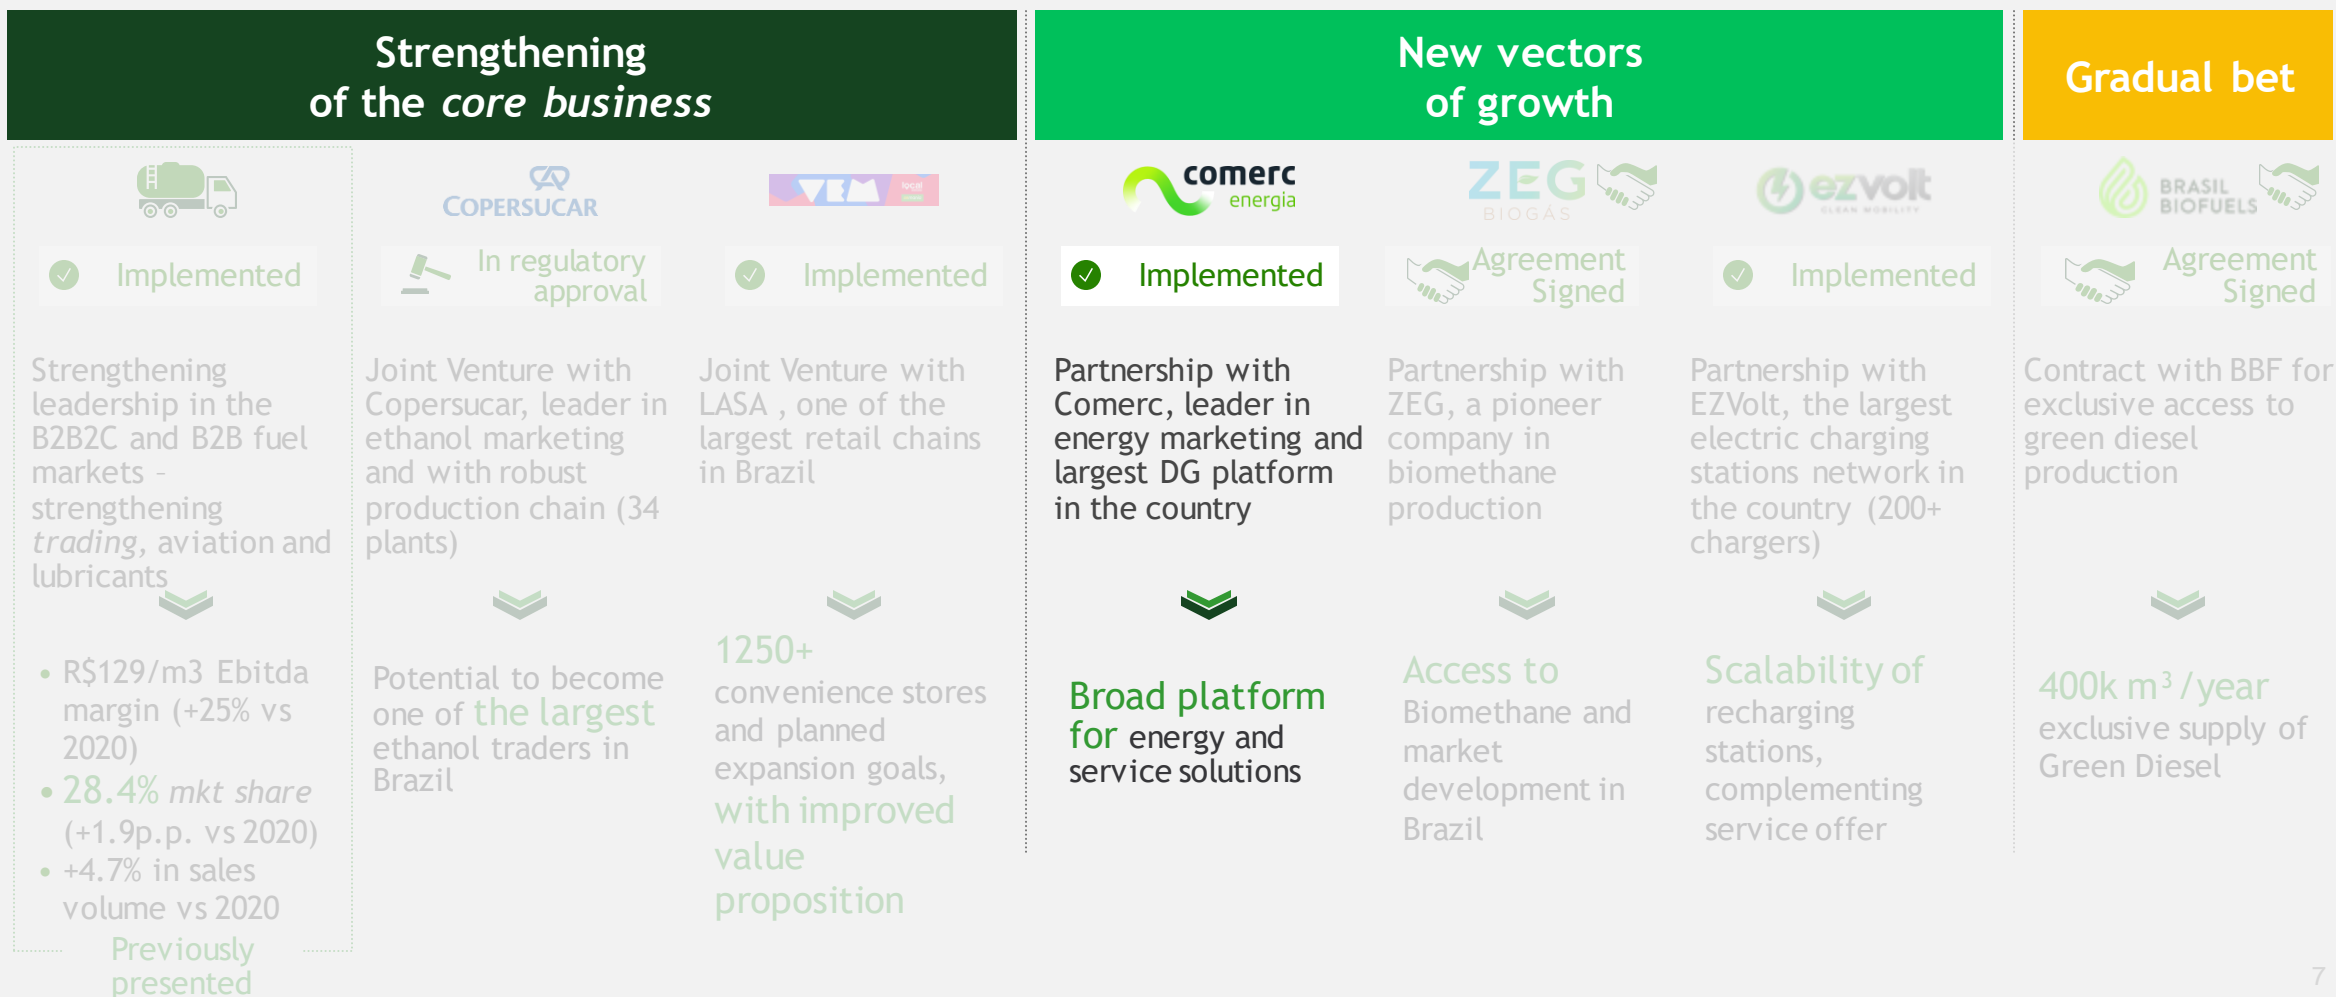 Strengthening
of the core business
New vectors
of growth
Gradual bet
Implemented
Strengthening
leadership in the
B2B2C and B2B fuel
markets –
strengthening
trading, aviation and
lubricants
• R$129/m3 Ebitda
margin (+25% vs
2020)
• 28.4% mkt share
(+1.9p.p. vs 2020)
• +4.7% in sales
volume vs 2020
Previously
presented
COPERSUCAR
In regulatory
approval
Joint Venture with
Copersucar, leader in
ethanol marketing
and with robust
production chain (34
plants)
Potential to become
one of the largest
ethanol traders in
Brazil
VEM
local
Implemented
Joint Venture with
LASA , one of the
largest retail chains
in Brazil
1250+
convenience stores
and planned
expansion goals,
with improved
value
proposition
comerc
energia
Implemented
Partnership with
Comerc, leader in
energy marketing and
largest DG platform
in the country
Broad platform
for energy and
service solutions
ZEG
BIOGÁS
Agreement
Signed
Partnership with
ZEG, a pioneer
company in
biomethane
production
Access to
Biomethane and
market
development in
Brazil
ezvolt
CLEAN MOBILITY
Implemented
Partnership with
EZVolt, the largest
electric charging
stations network in
the country (200+
chargers)
Scalability of
recharging
stations,
complementing
service offer
BRASIL
BIOFUELS
Agreement
Signed
Contract with BBF for
exclusive access to
green diesel
production
400k m³/year
exclusive supply of
Green Diesel
7